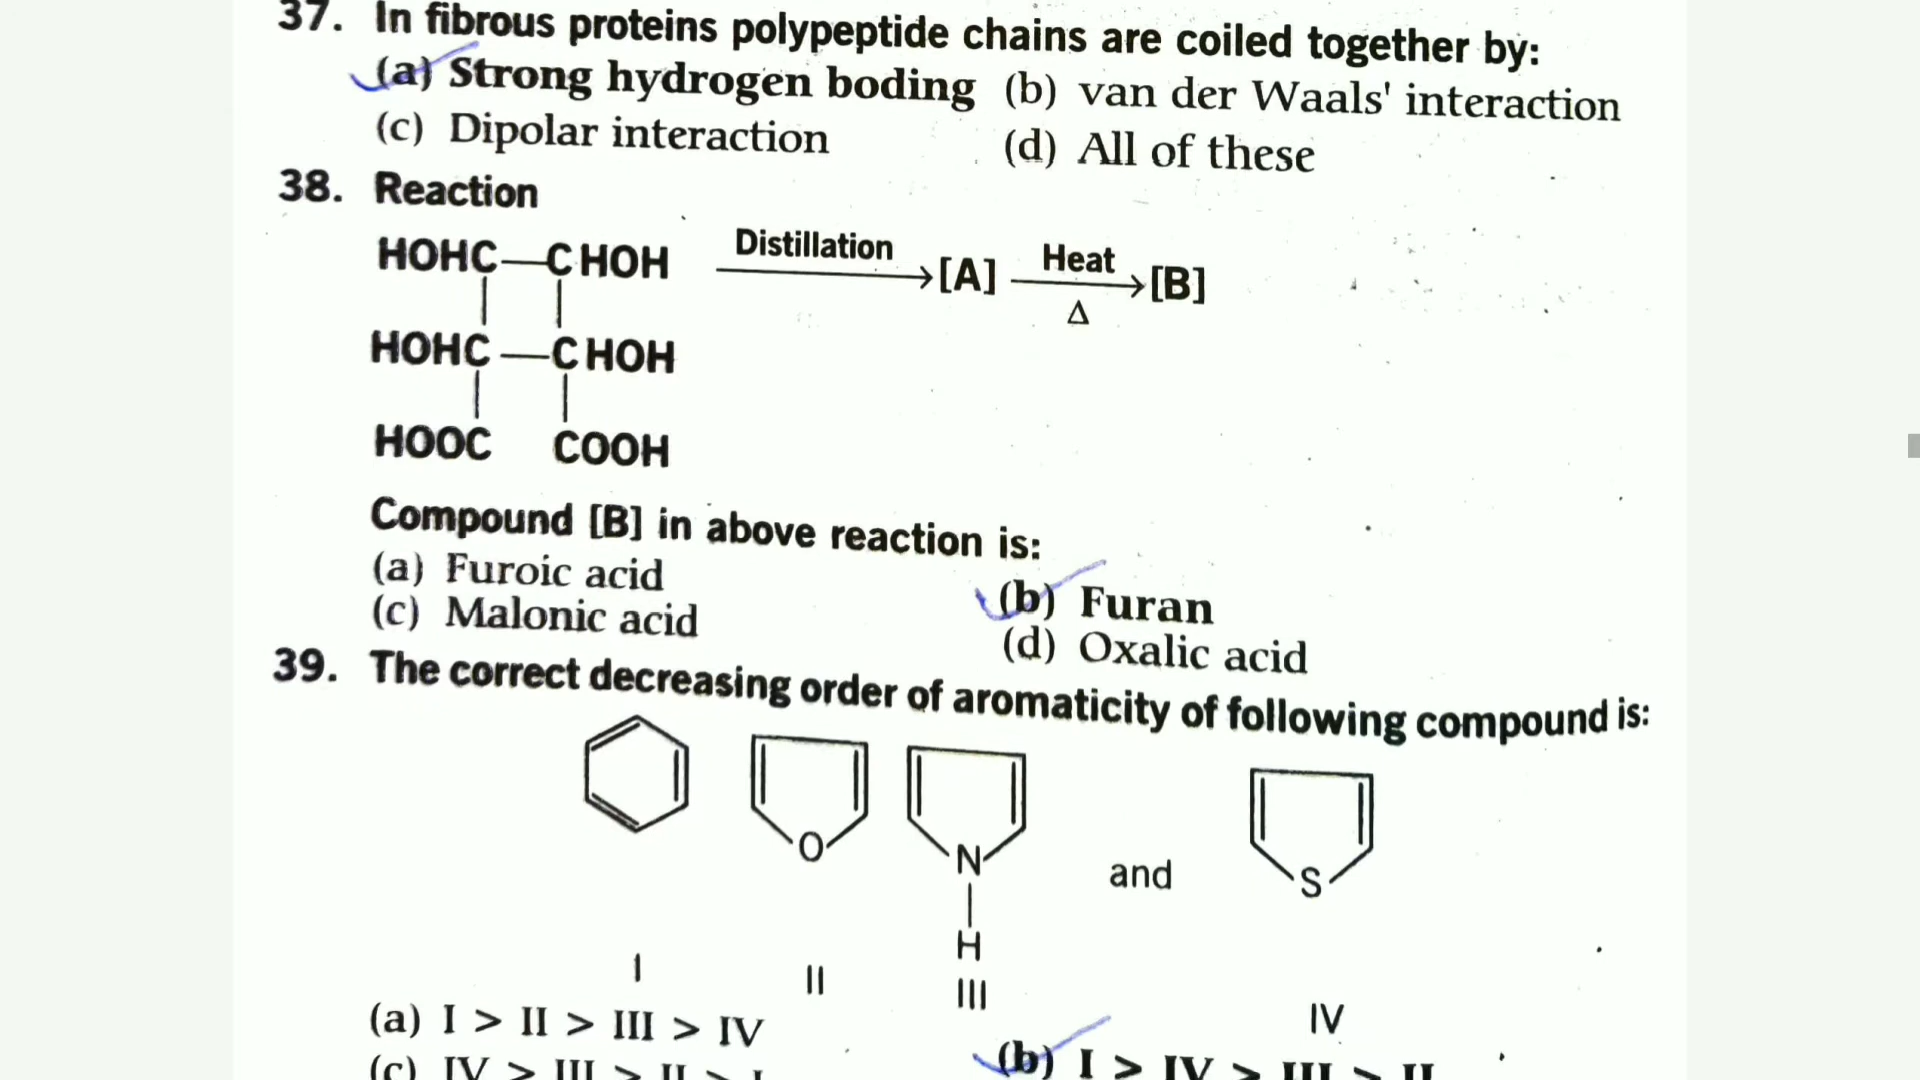 37. In fibrous proteins polypeptide chains are coiled together by:
(a) Strong hydrogen boding (b) van der Waals' interaction
(c) Dipolar interaction (d) All of these
38. Reaction
HOHC—CHOH Distillation →[A] Heat →[B]
Δ
HOHC—CHOH
HOOC COOH
Compound [B] in above reaction is:
(a) Furoic acid (b) Furan
(c) Malonic acid (d) Oxalic acid
39. The correct decreasing order of aromaticity of following compound is:
O N and S
H
I II III IV
(a) I > II > III > IV (b) I > IV > III > II
(c) IV > III > II > I